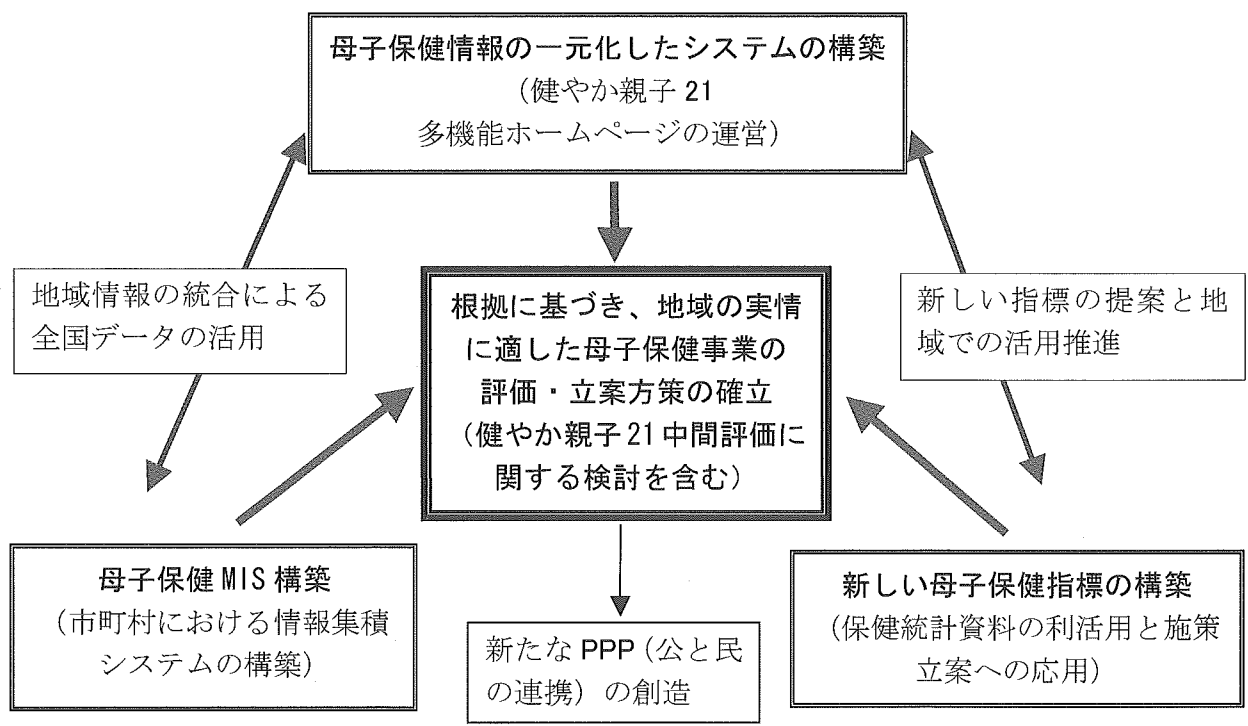 母子保健情報の一元化したシステムの構築
(健やか親子 21
多機能ホームページの運営)
地域情報の統合による
全国データの活用
根拠に基づき、地域の実情
に適した母子保健事業の
評価・立案方策の確立
(健やか親子 21 中間評価に
関する検討を含む)
新しい指標の提案と地
域での活用推進
母子保健 MIS 構築
(市町村における情報集積
システムの構築)
新たな PPP (公と民
の連携) の創造
新しい母子保健指標の構築
(保健統計資料の利活用と施策
立案への応用)